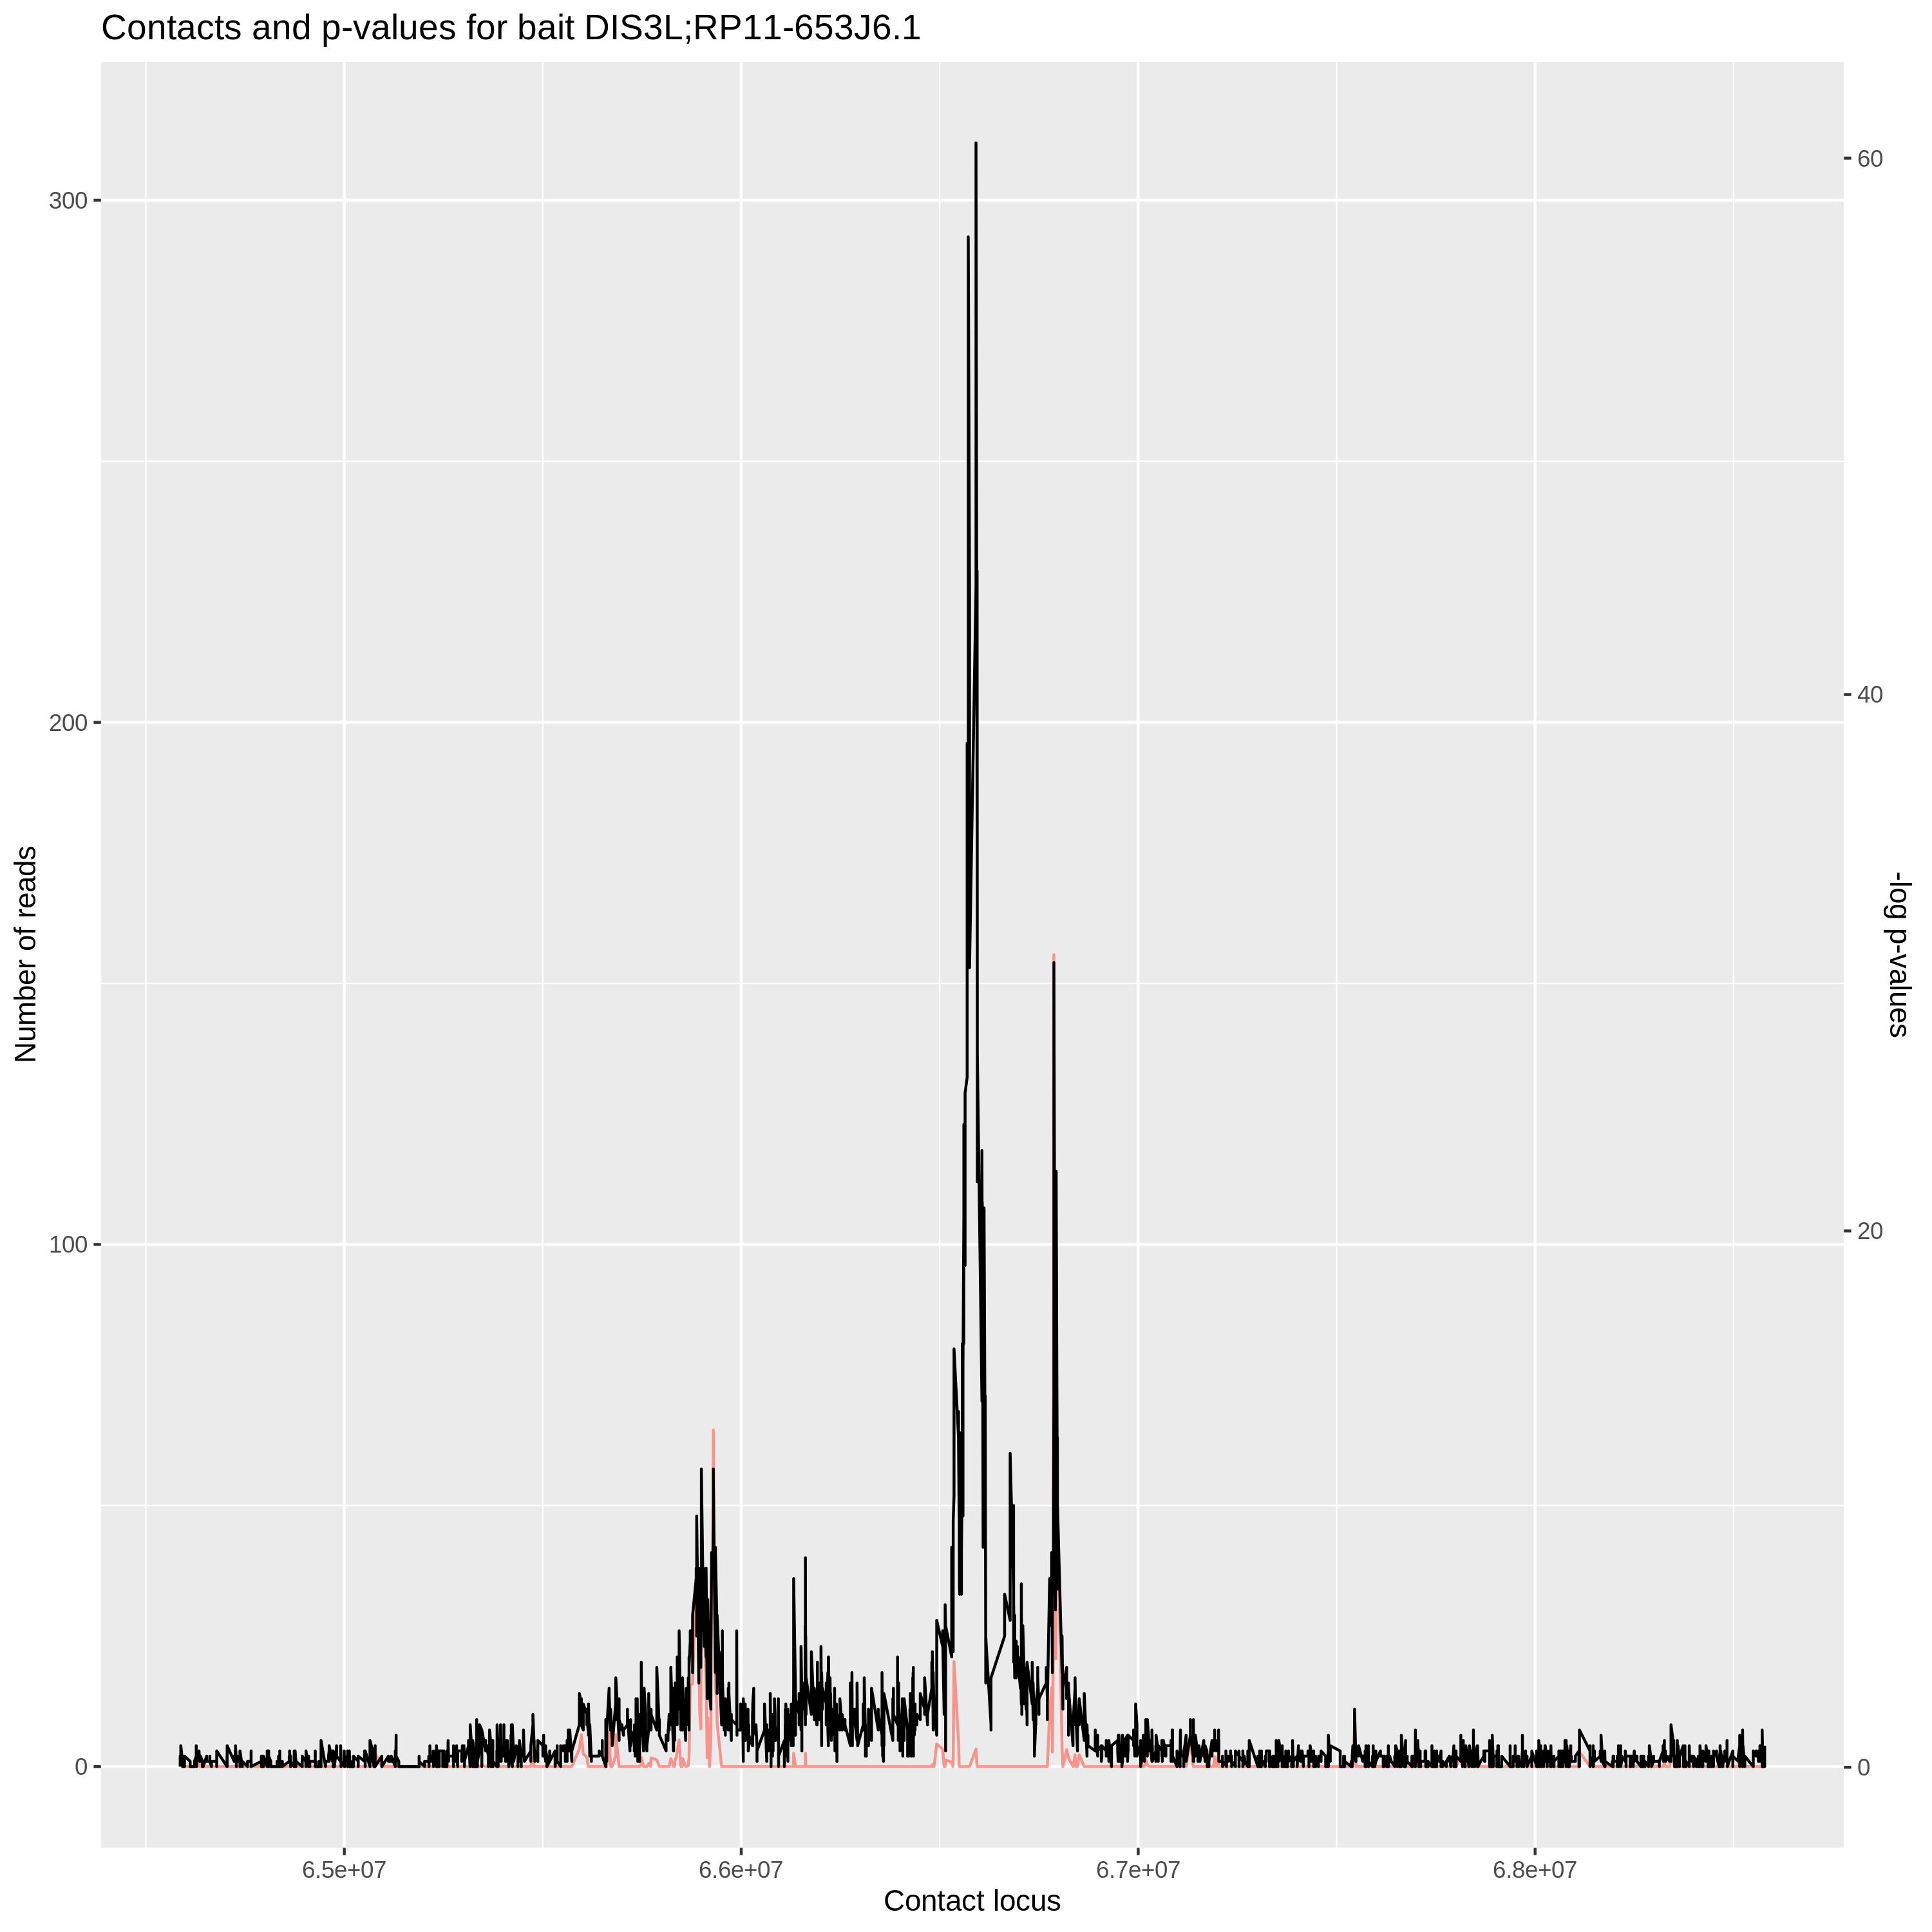 Contacts and p-values for bait DIS3L;RP11-653J6.1
300
200
100
0
Number of reads
60
40
20
0
-log p-values
6.5e+07
6.6e+07
6.7e+07
6.8e+07
Contact locus